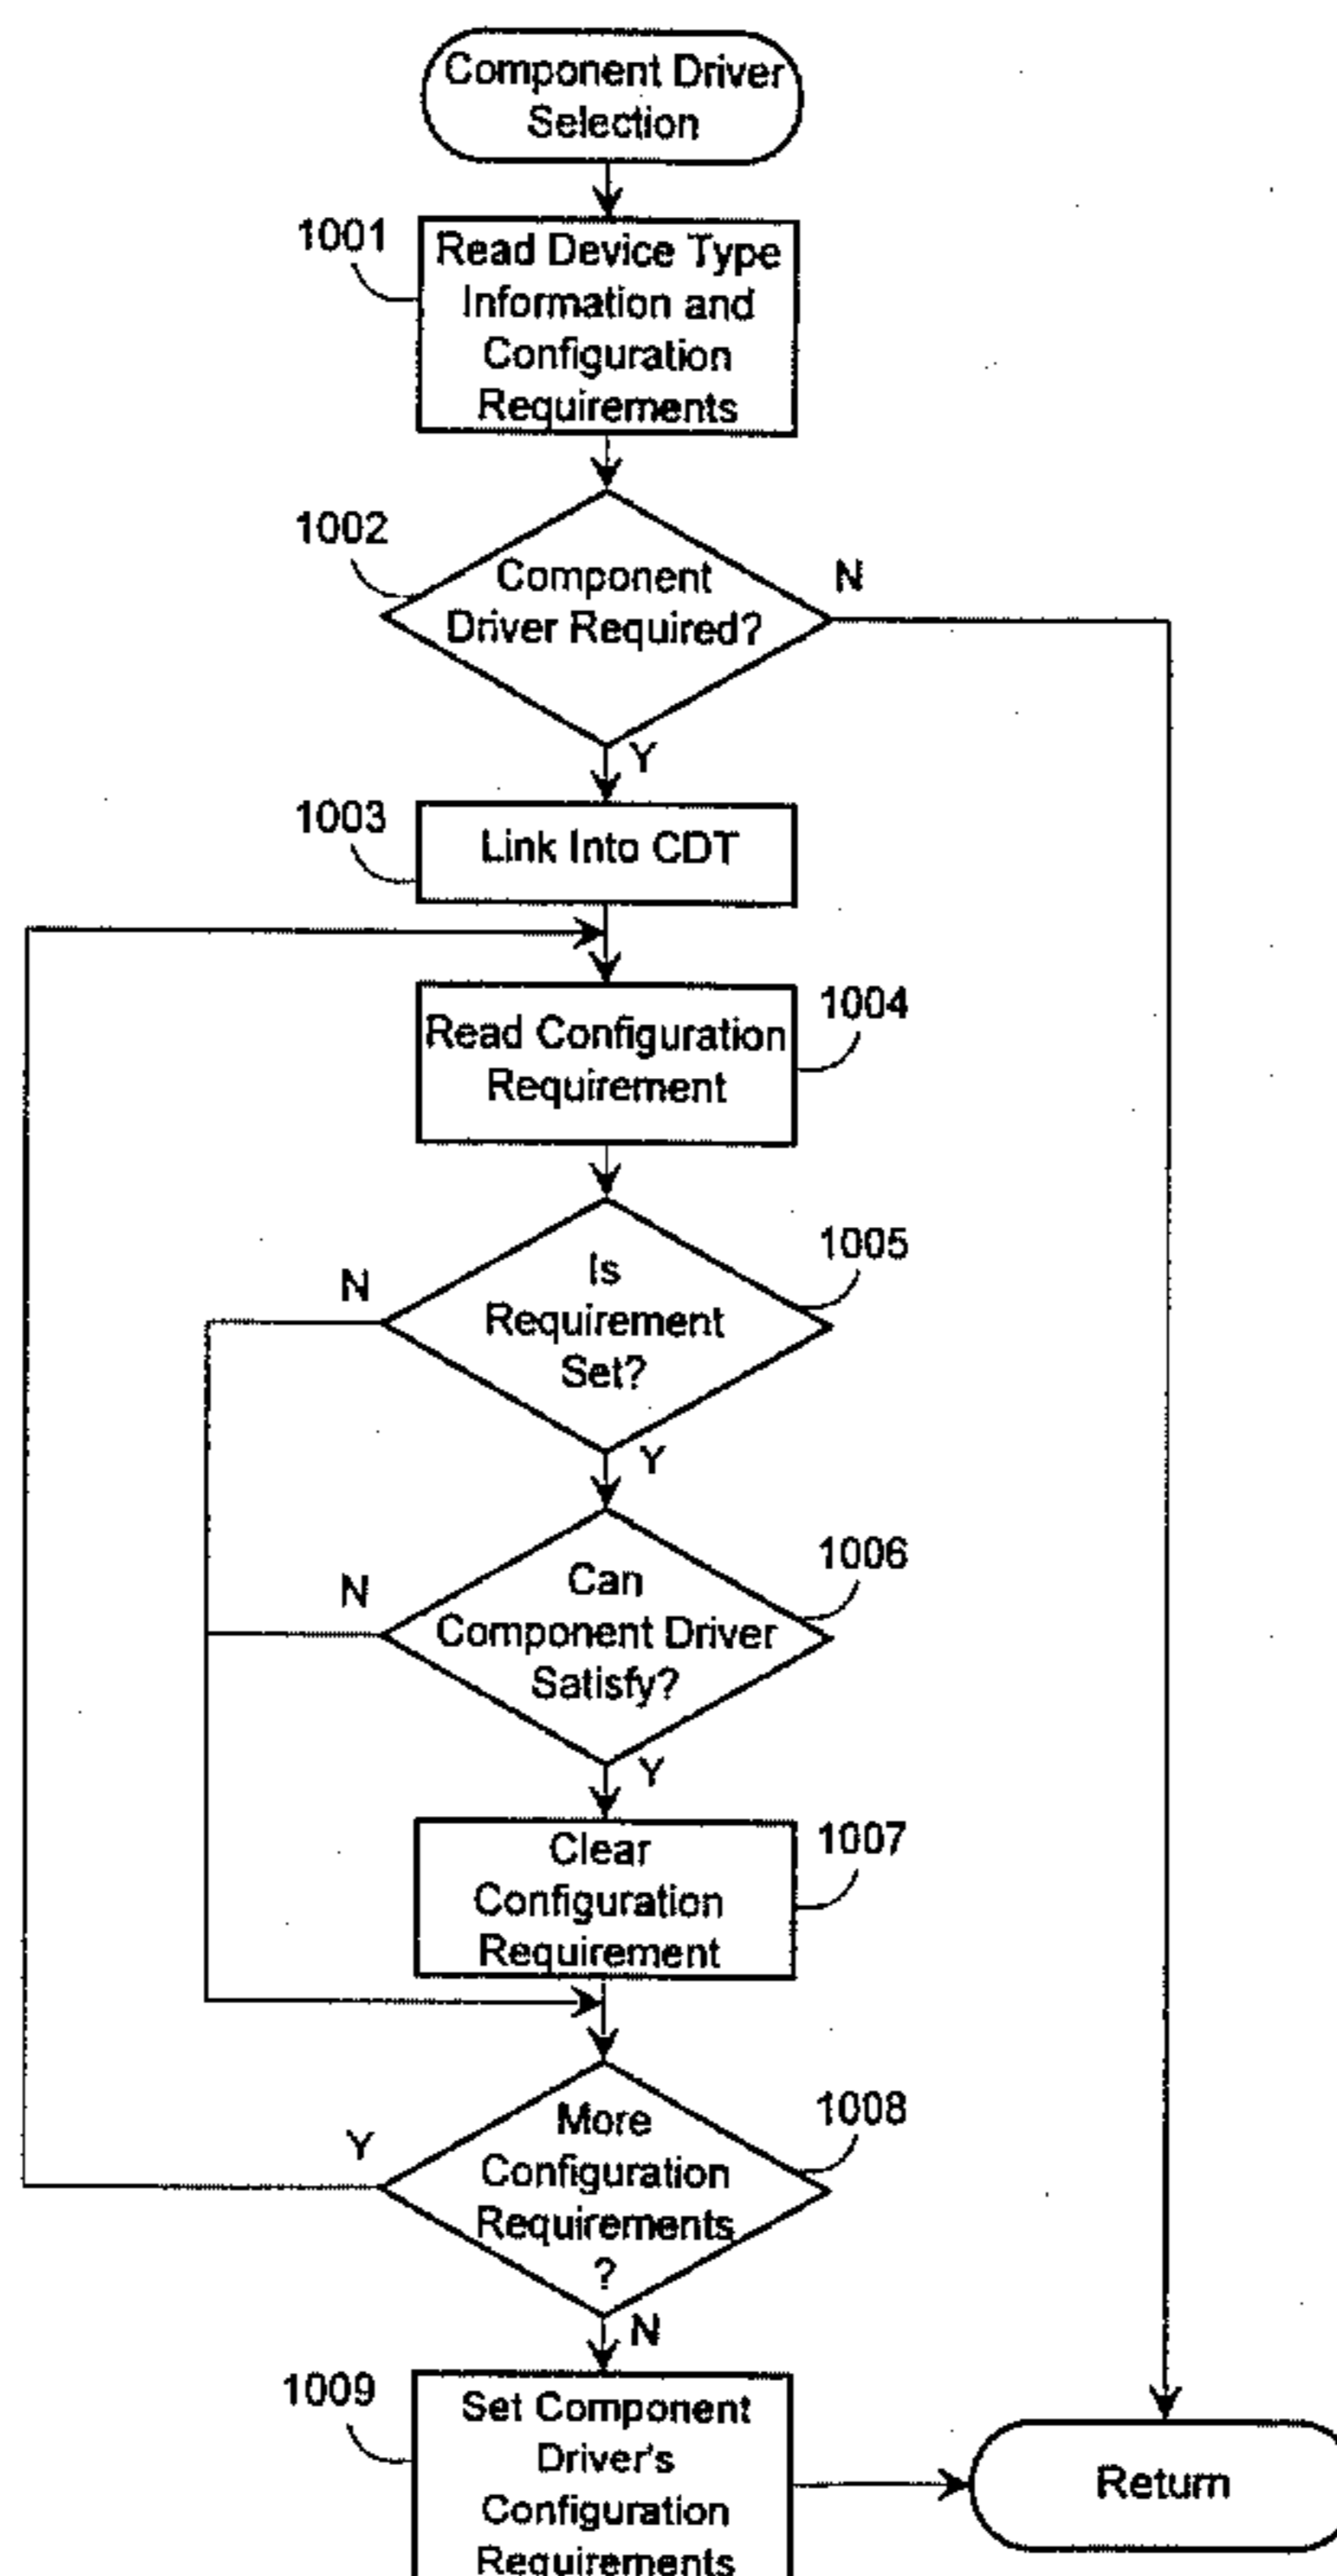 Component Driver
Selection
1001
Read Device Type
Information and
Configuration
Requirements
1002
Component
Driver Required?
N
Y
1003
Link Into CDT
1004
Read Configuration
Requirement
1005
Is
Requirement
Set?
N
Y
1006
Can
Component Driver
Satisfy?
N
Y
1007
Clear
Configuration
Requirement
1008
More
Configuration
Requirements
?
Y
N
1009
Set Component
Driver's
Configuration
Requirements
Return